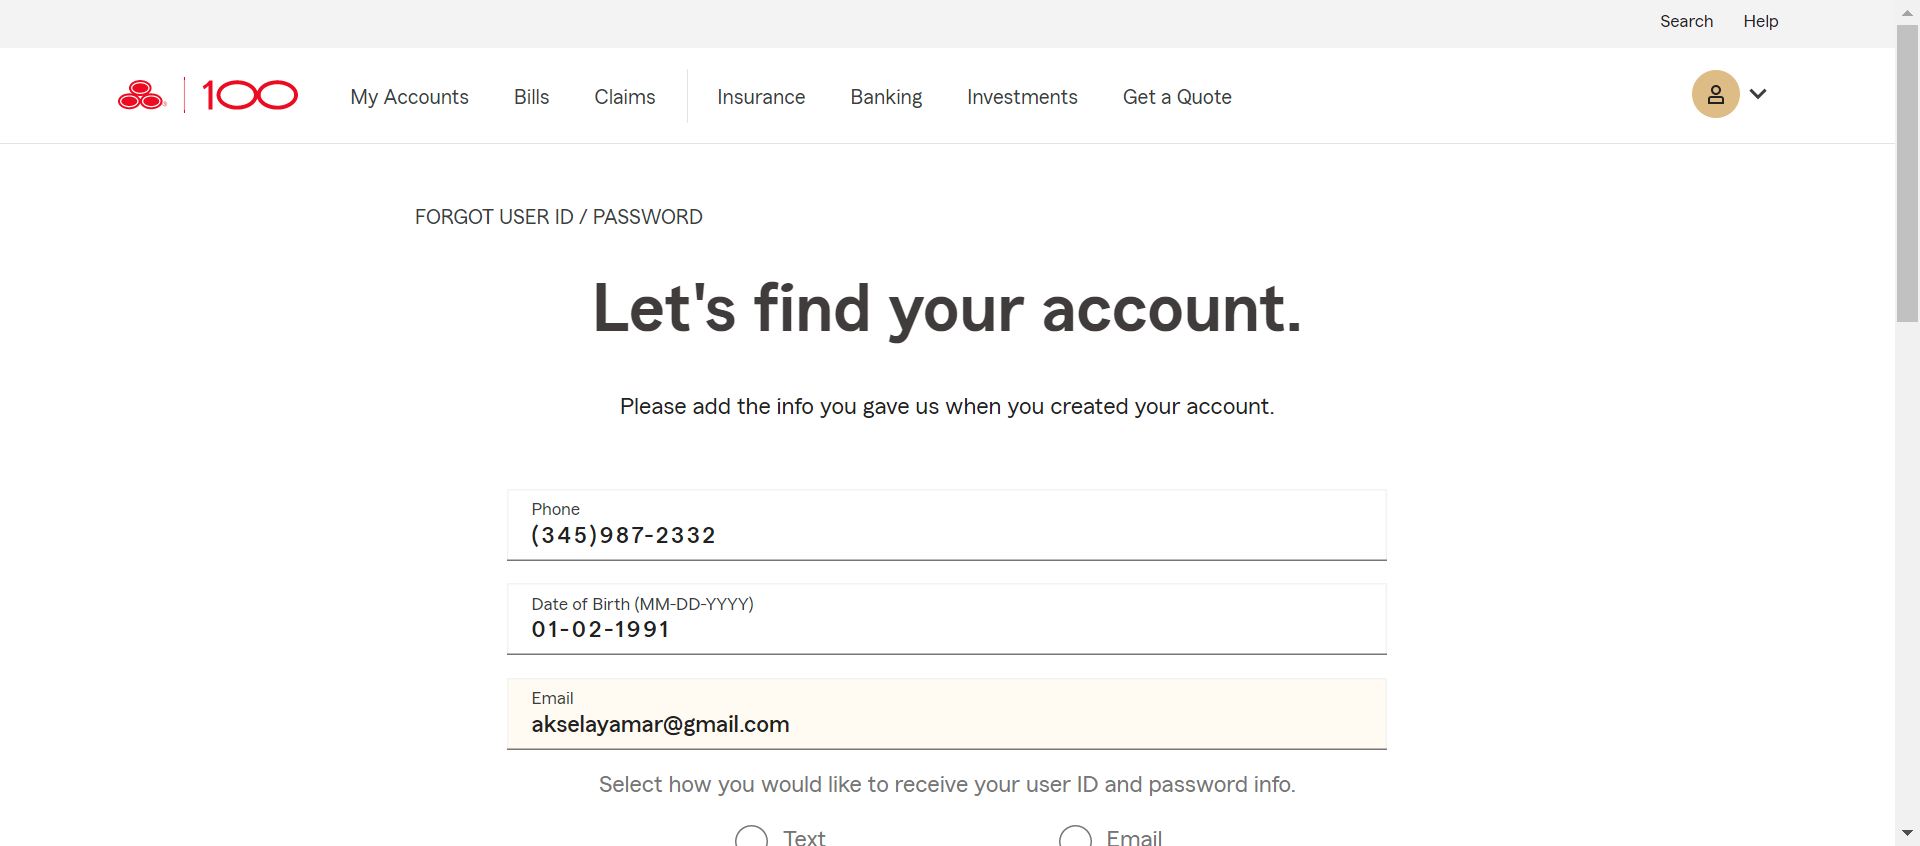 Search Help
100 My Accounts Bills Claims Insurance Banking Investments Get a Quote
FORGOT USER ID / PASSWORD
Let's find your account.
Please add the info you gave us when you created your account.
Phone
(345)987-2332
Date of Birth (MM-DD-YYYY)
01-02-1991
Email
akselayamar@gmail.com
Select how you would like to receive your user ID and password info.
Text Email